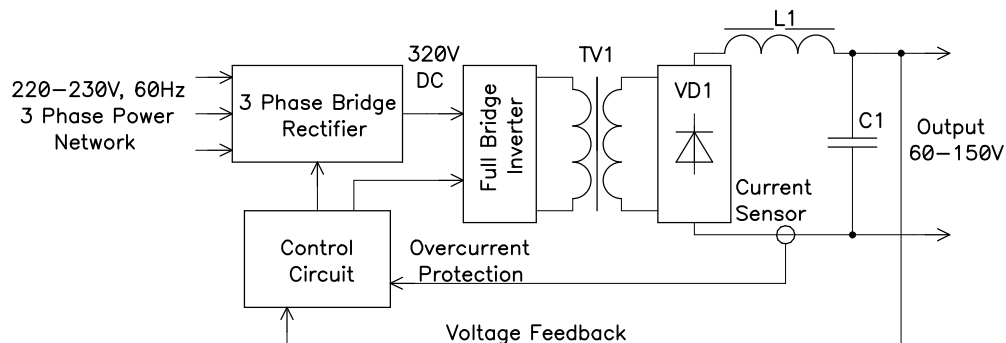 L1
320V
DC
TV1
220-230V, 60Hz
3 Phase Power
Network
3 Phase Bridge
Rectifier
Full Bridge
Inverter
VD1
C1
Output
60-150V
Current
Sensor
Control
Circuit
Overcurrent
Protection
Voltage Feedback